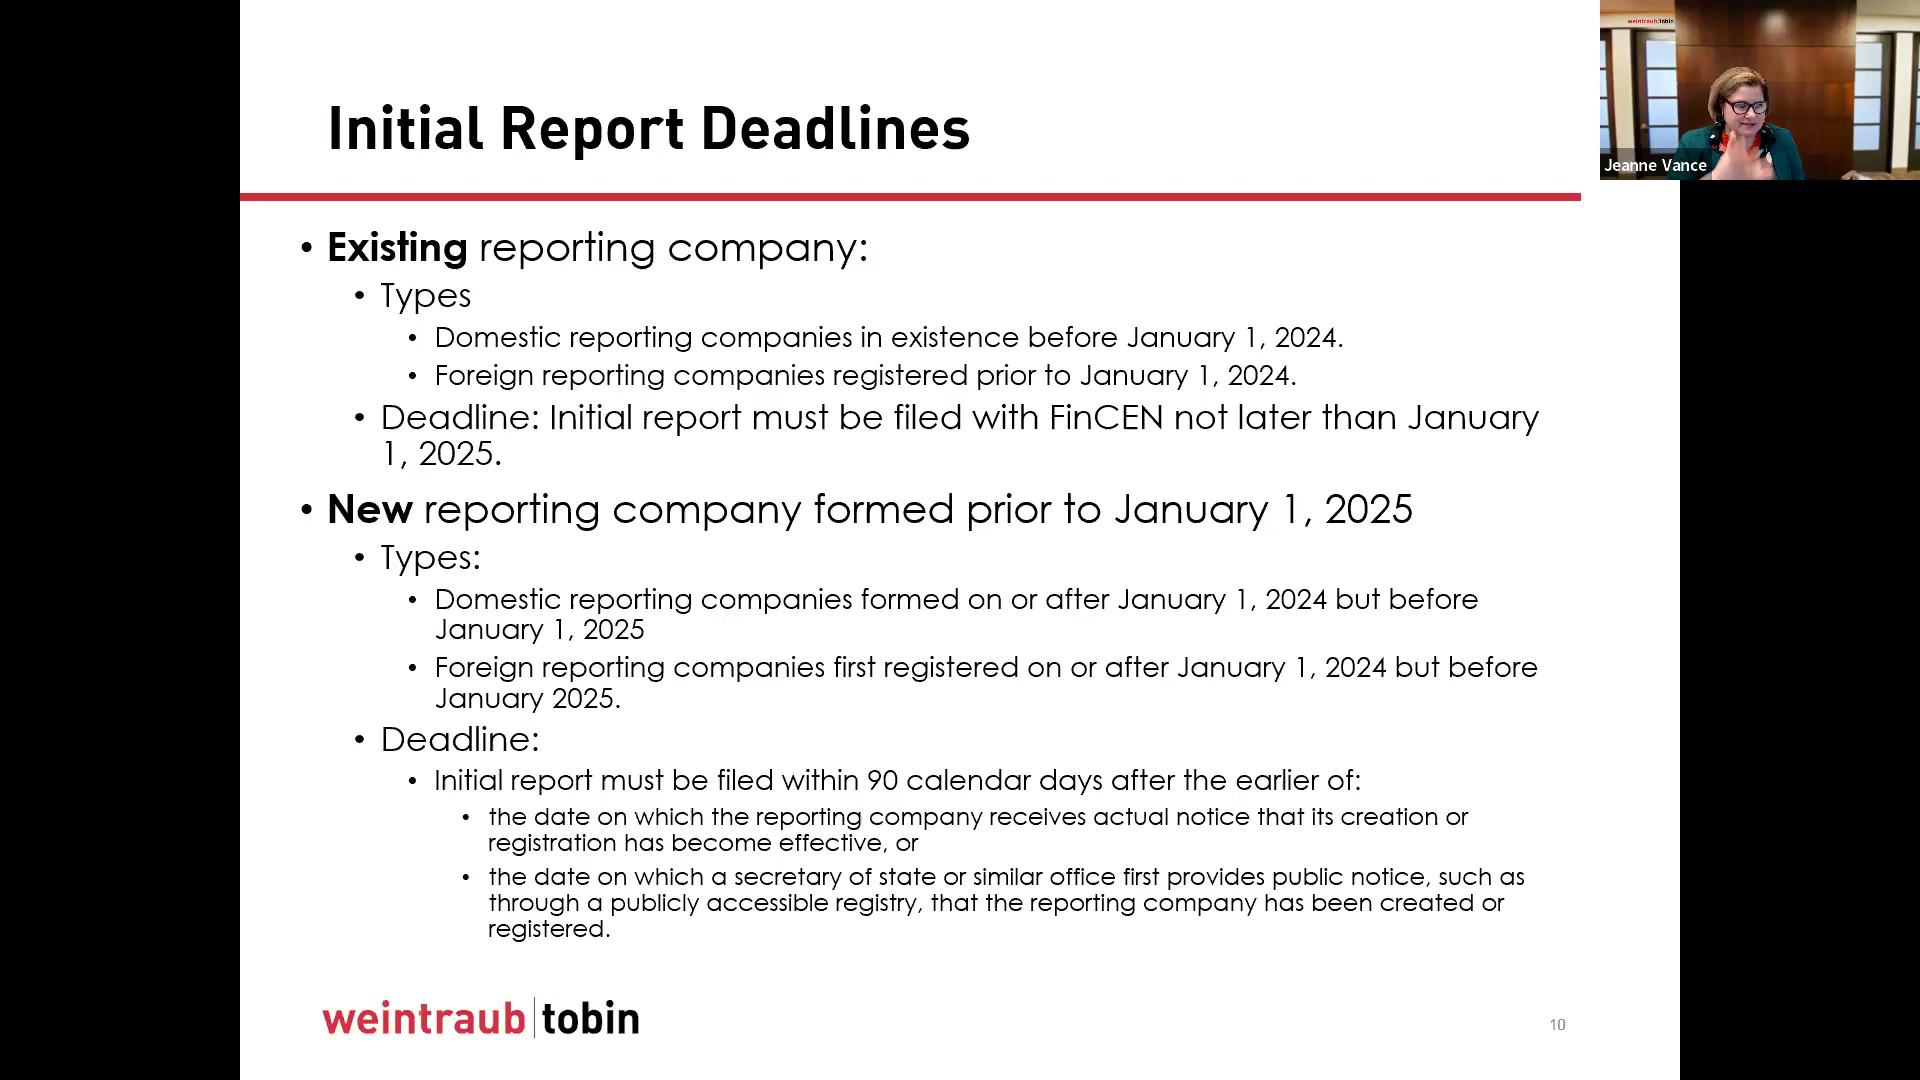 weintraub tobin
Jeanne Vance
Initial Report Deadlines
• Existing reporting company:
• Types
• Domestic reporting companies in existence before January 1, 2024.
• Foreign reporting companies registered prior to January 1, 2024.
• Deadline: Initial report must be filed with FinCEN not later than January
1, 2025.
• New reporting company formed prior to January 1, 2025
• Types:
• Domestic reporting companies formed on or after January 1, 2024 but before
January 1, 2025
• Foreign reporting companies first registered on or after January 1, 2024 but before
January 2025.
• Deadline:
• Initial report must be filed within 90 calendar days after the earlier of:
• the date on which the reporting company receives actual notice that its creation or
registration has become effective, or
• the date on which a secretary of state or similar office first provides public notice, such as
through a publicly accessible registry, that the reporting company has been created or
registered.
weintraub tobin
10